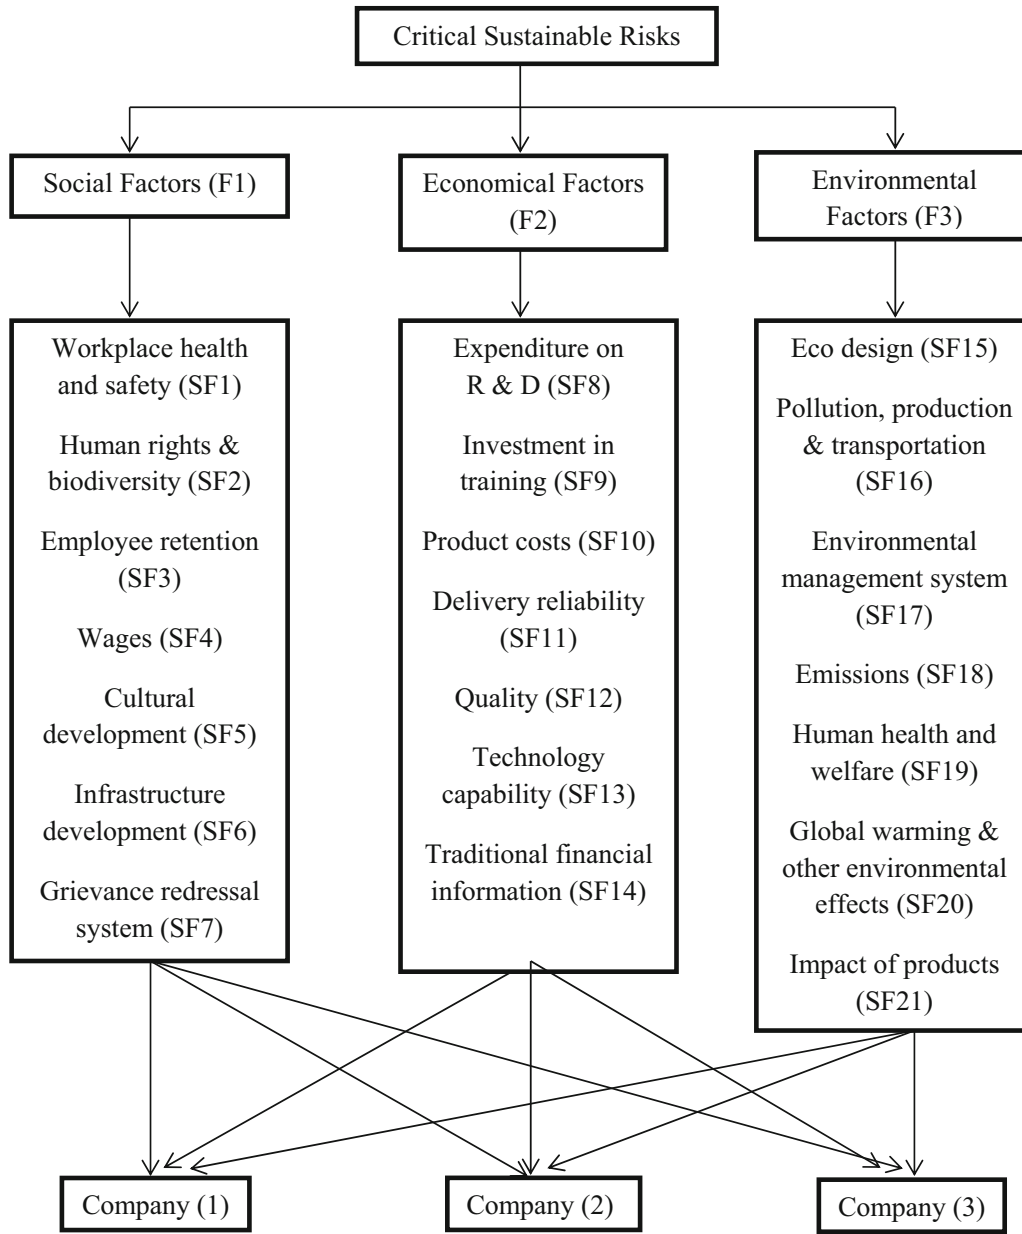 Critical Sustainable Risks
Social Factors (F1)
Economical Factors
(F2)
Environmental
Factors (F3)
Workplace health
and safety (SF1)
Human rights &
biodiversity (SF2)
Employee retention
(SF3)
Wages (SF4)
Cultural
development (SF5)
Infrastructure
development (SF6)
Grievance redressal
system (SF7)
Expenditure on
R & D (SF8)
Investment in
training (SF9)
Product costs (SF10)
Delivery reliability
(SF11)
Quality (SF12)
Technology
capability (SF13)
Traditional financial
information (SF14)
Eco design (SF15)
Pollution, production
& transportation
(SF16)
Environmental
management system
(SF17)
Emissions (SF18)
Human health and
welfare (SF19)
Global warming &
other environmental
effects (SF20)
Impact of products
(SF21)
Company (1)
Company (2)
Company (3)